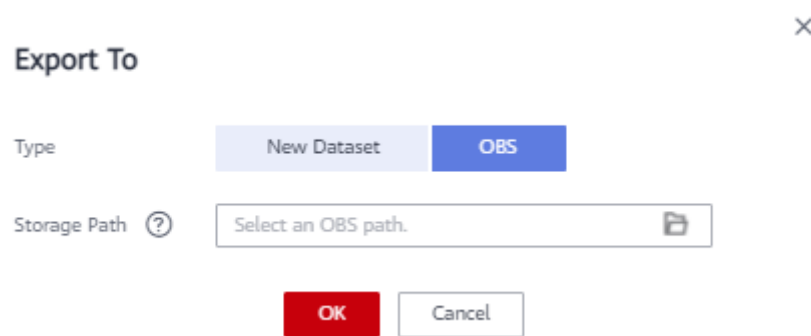 Export To
Type New Dataset OBS
Storage Path ? Select an OBS path.
OK Cancel